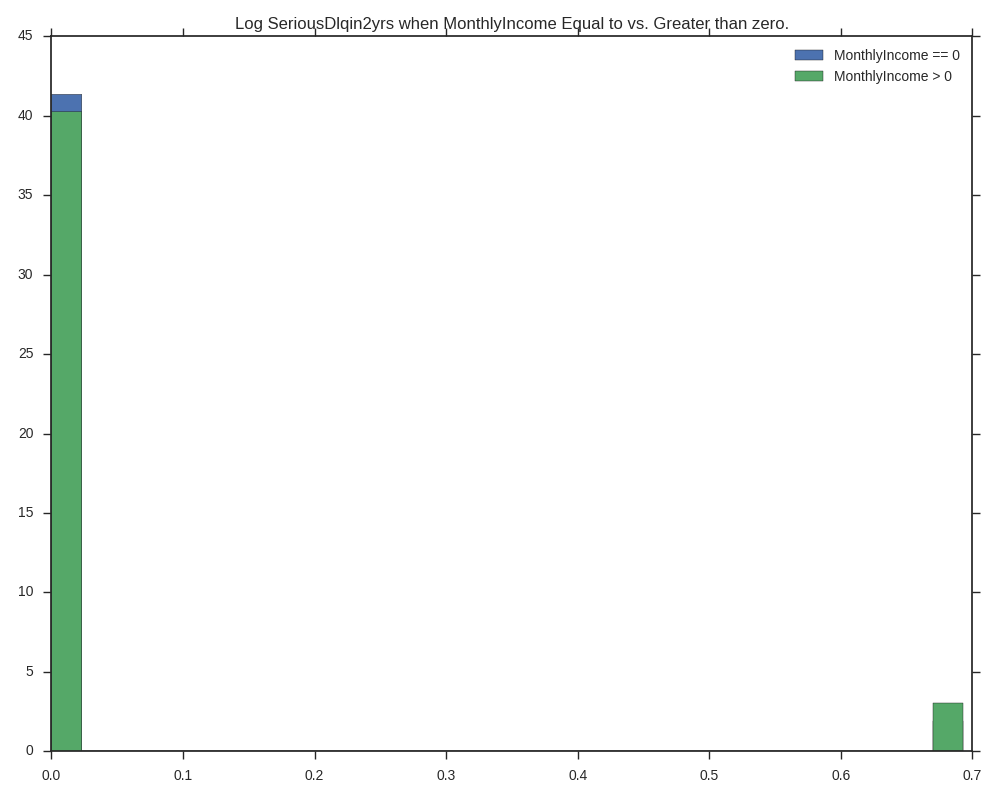 Log SeriousDlqin2yrs when MonthlyIncome Equal to vs. Greater than zero.
MonthlyIncome == 0
MonthlyIncome > 0
45
40
35
30
25
20
15
10
5
0
0.0 0.1 0.2 0.3 0.4 0.5 0.6 0.7